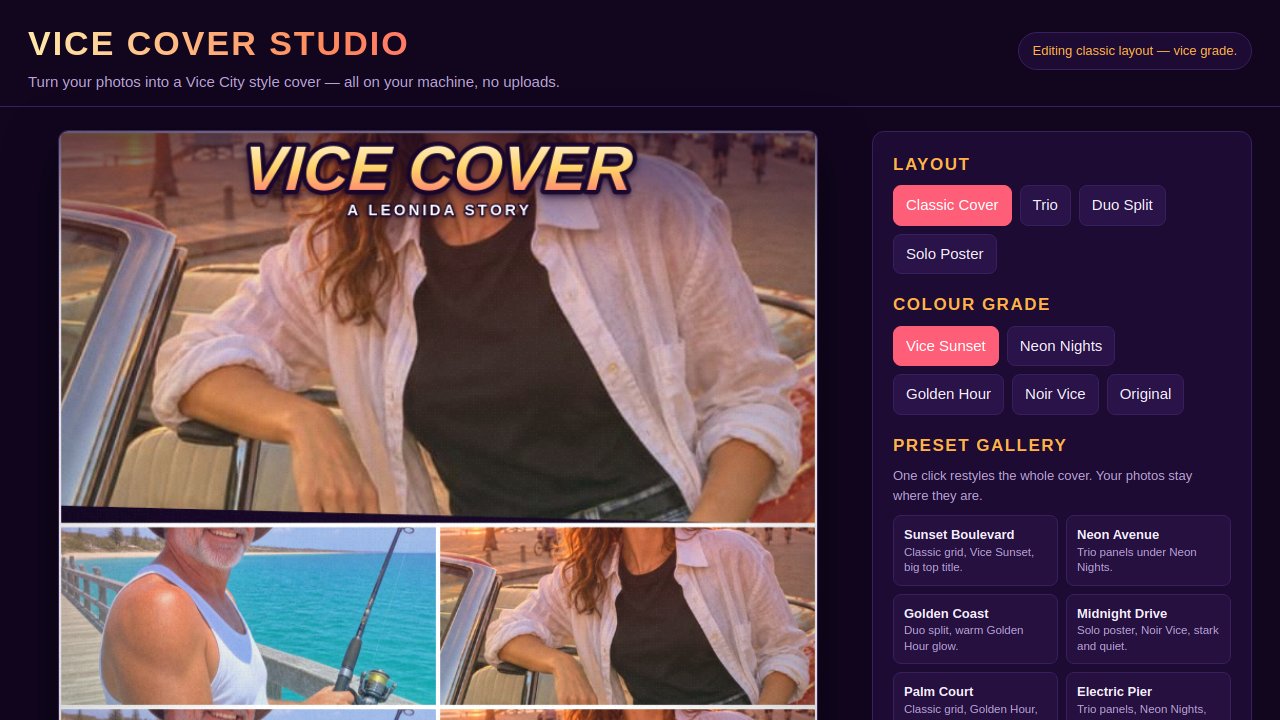 VICE COVER STUDIO
Turn your photos into a Vice City style cover — all on your machine, no uploads.
Editing classic layout — vice grade.
VICE COVER
A LEONIDA STORY
LAYOUT
Classic Cover
Trio
Duo Split
Solo Poster
COLOUR GRADE
Vice Sunset
Neon Nights
Golden Hour
Noir Vice
Original
PRESET GALLERY
One click restyles the whole cover. Your photos stay
where they are.
Sunset Boulevard
Classic grid, Vice Sunset,
big top title.
Neon Avenue
Trio panels under Neon
Nights.
Golden Coast
Duo split, warm Golden
Hour glow.
Midnight Drive
Solo poster, Noir Vice, stark
and quiet.
Palm Court
Classic grid, Golden Hour,
Electric Pier
Trio panels, Neon Nights,